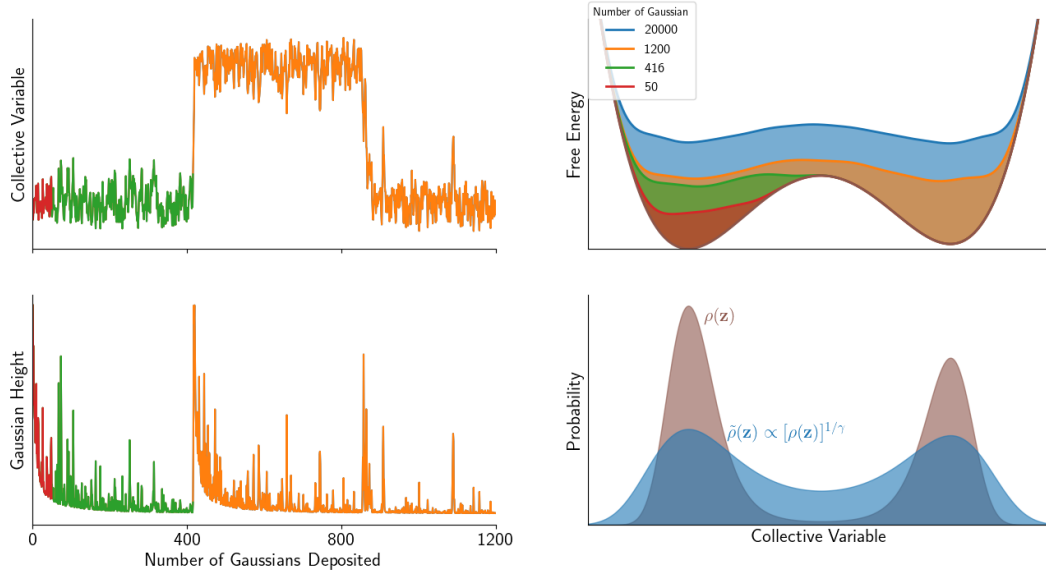 Collective Variable
Number of Gaussian
20000
1200
416
50
Free Energy
Gaussian Height
0
400
800
1200
Number of Gaussians Deposited
Probability
ρ(z)
ρ̃(z) ∝ [ρ(z)]^{1/γ}
Collective Variable